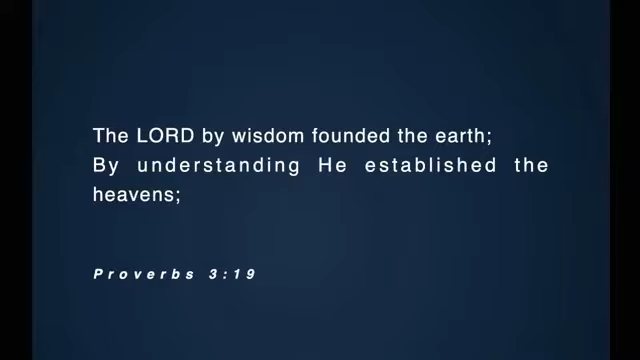 The LORD by wisdom founded the earth;
By understanding He established the
heavens;
Proverbs 3:19